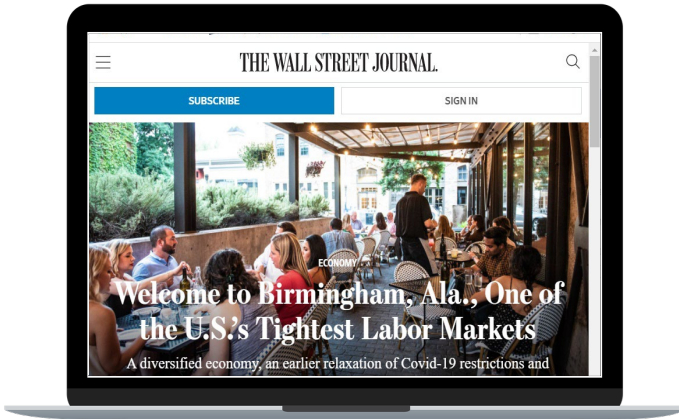 THE WALL STREET JOURNAL.
SUBSCRIBE
SIGN IN
ECONOMY
Welcome to Birmingham, Ala., One of
the U.S.'s Tightest Labor Markets
A diversified economy, an earlier relaxation of Covid-19 restrictions and